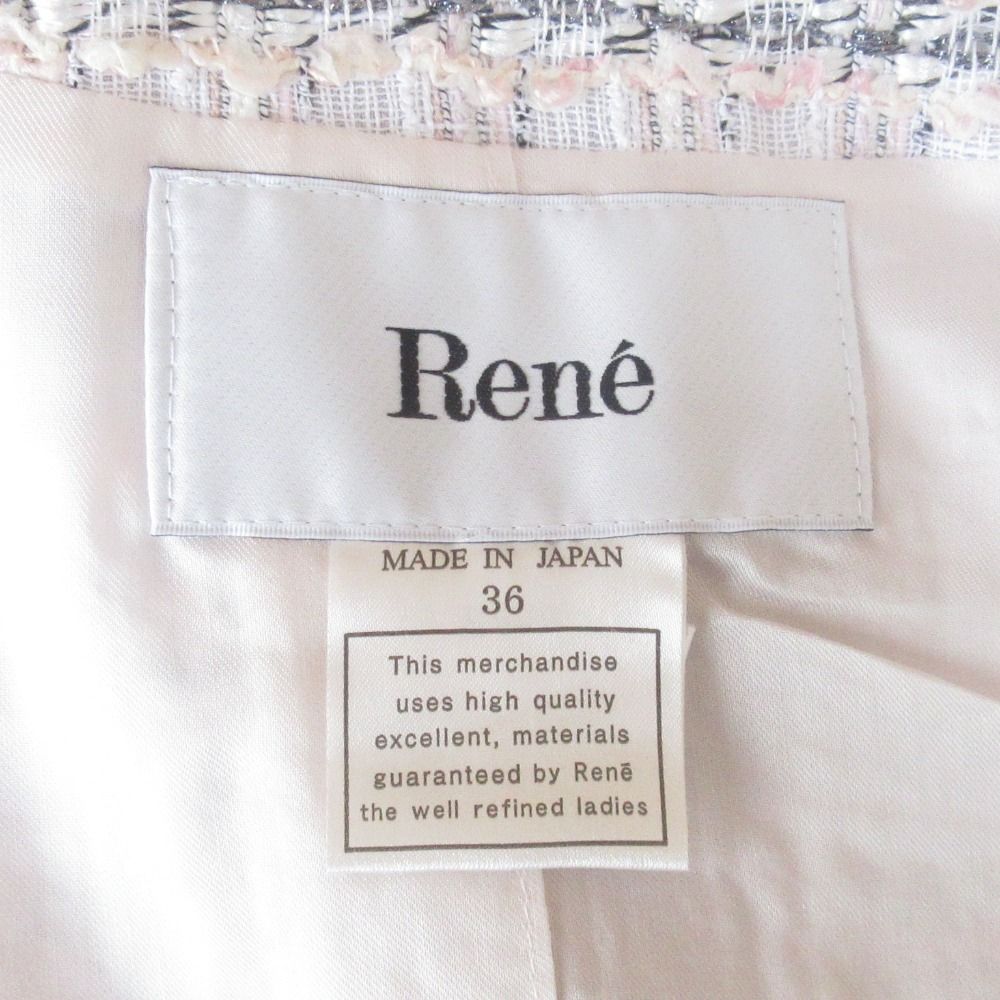 René
MADE IN JAPAN
36
This merchandise
uses high quality
excellent, materials
guaranteed by Renē
the well refined ladies